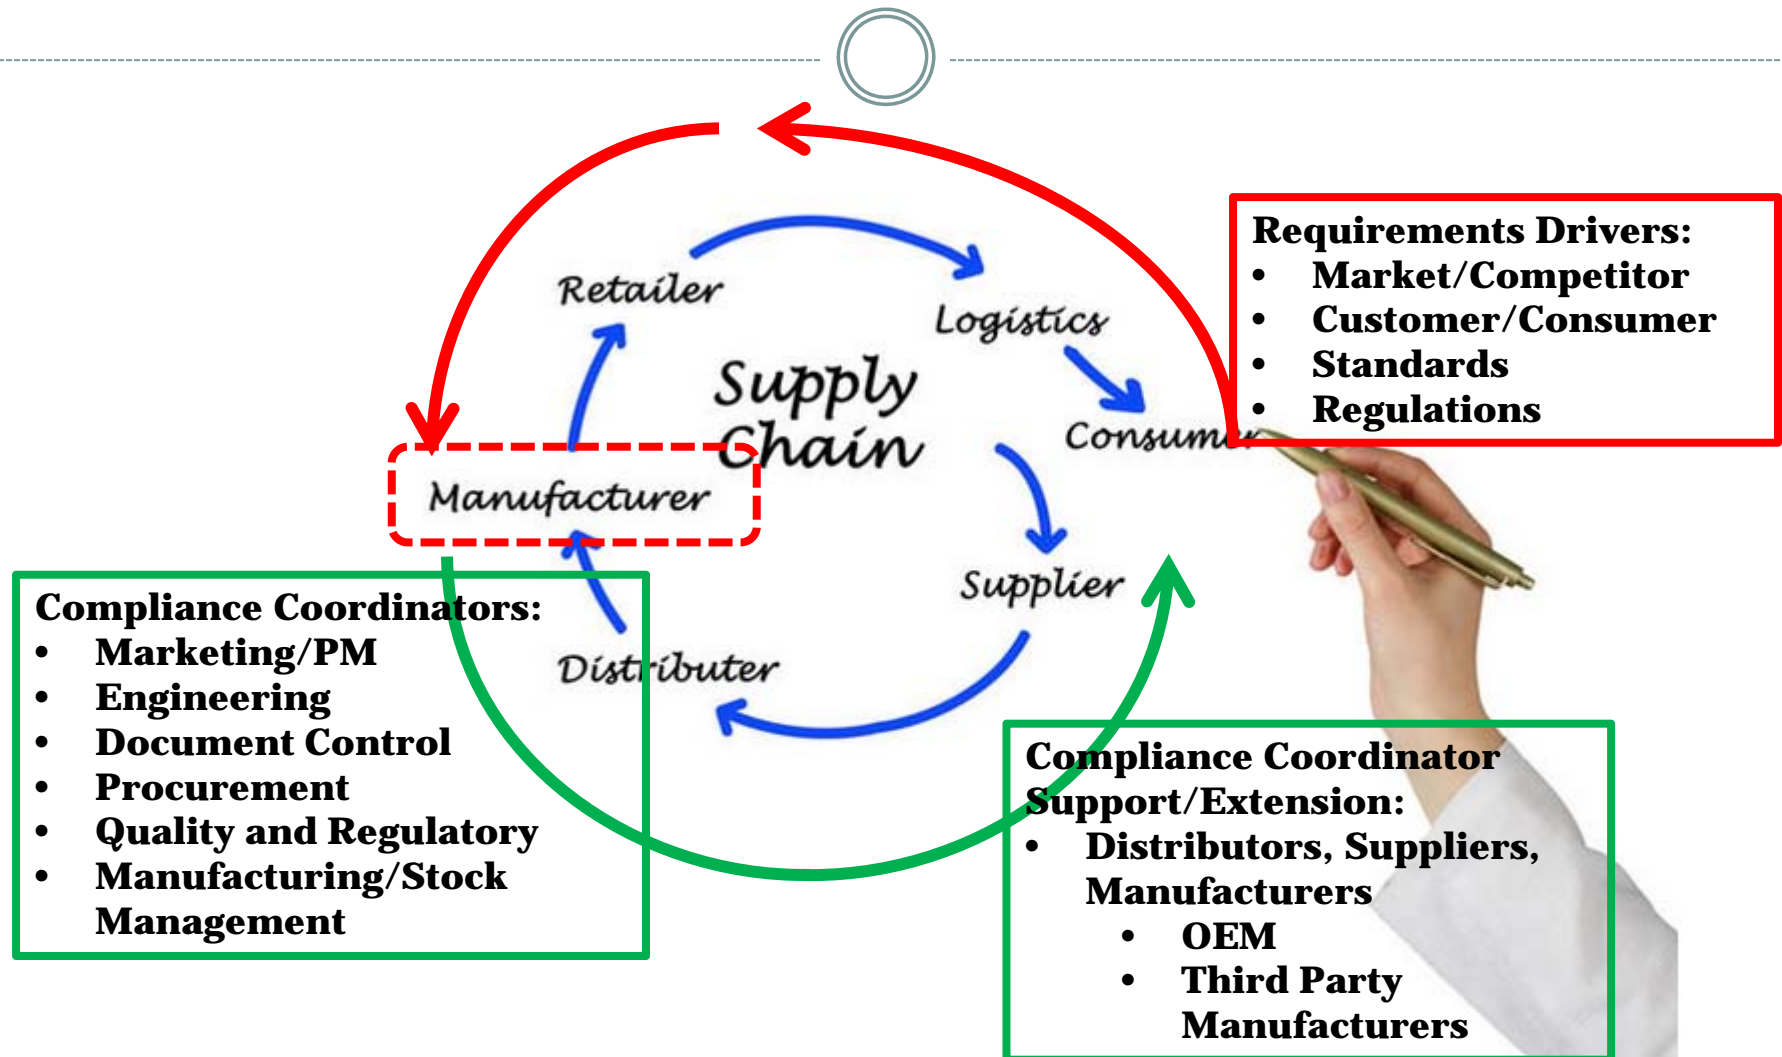 Retailer
Logistics
Supply
Chain
Consumer
Manufacturer
Supplier
Distributer
Requirements Drivers:
• Market/Competitor
• Customer/Consumer
• Standards
• Regulations
Compliance Coordinators:
• Marketing/PM
• Engineering
• Document Control
• Procurement
• Quality and Regulatory
• Manufacturing/Stock
Management
Compliance Coordinator
Support/Extension:
• Distributors, Suppliers,
Manufacturers
• OEM
• Third Party
Manufacturers